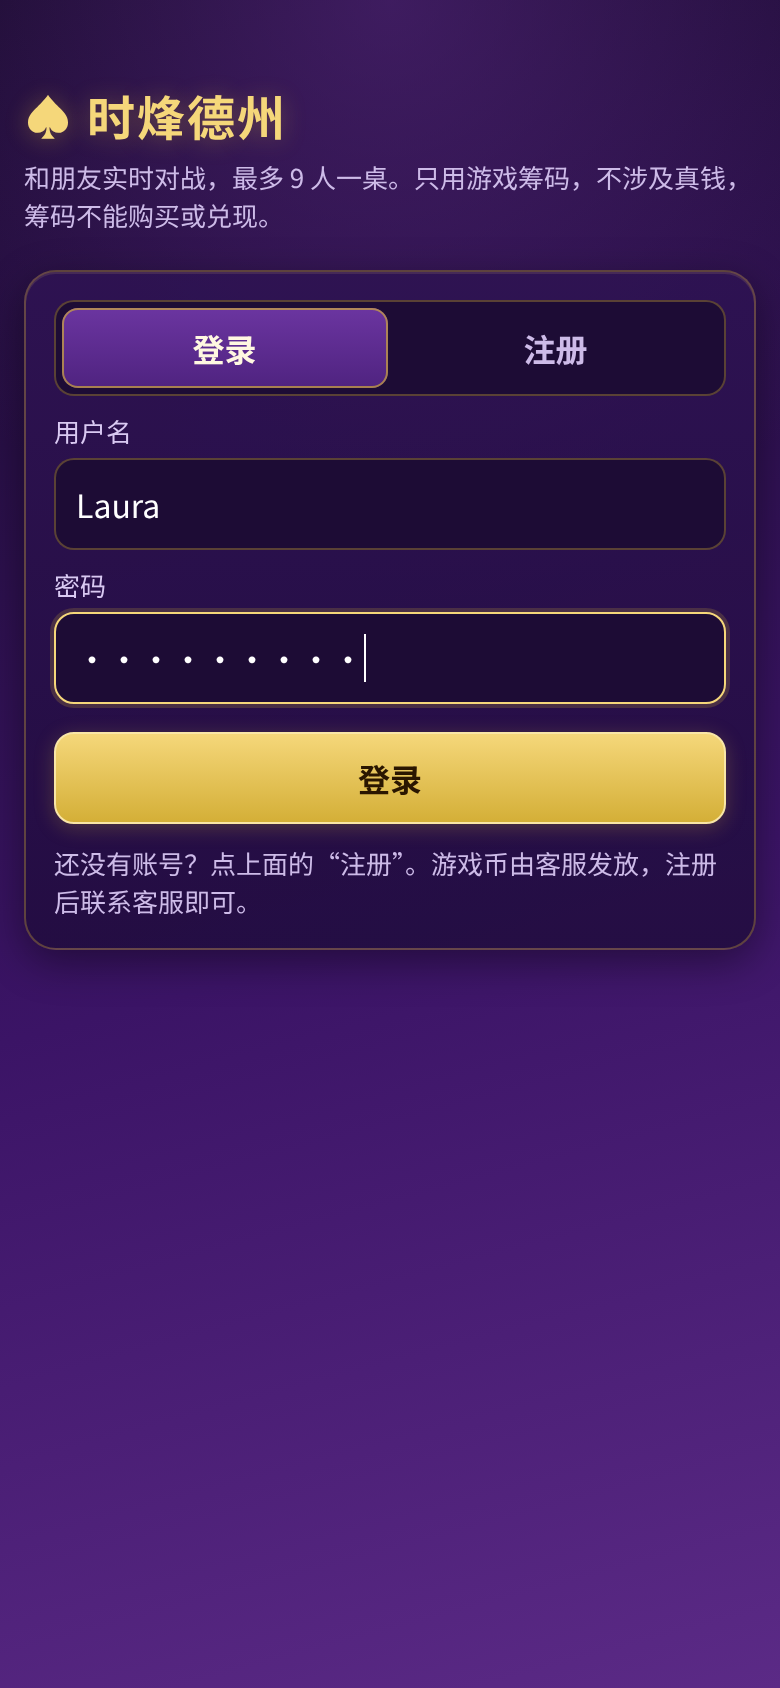 ♠ 时烽德州
和朋友实时对战，最多 9 人一桌。只用游戏筹码，不涉及真钱，
筹码不能购买或兑现。
登录 注册
用户名
Laura
密码
•••••••••
登录
还没有账号？点上面的“注册”。游戏币由客服发放，注册
后联系客服即可。